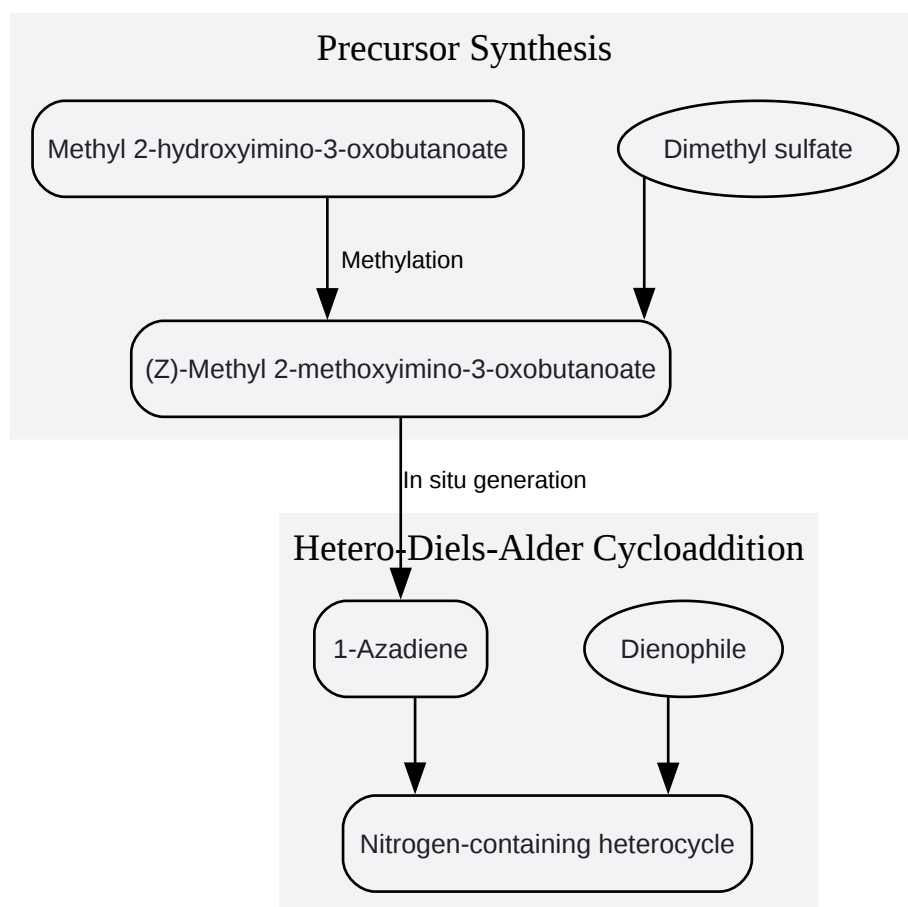 Precursor Synthesis
Methyl 2-hydroxyimino-3-oxobutanoate
Dimethyl sulfate
Methylation
(Z)-Methyl 2-methoxyimino-3-oxobutanoate
In situ generation
Hetero-Diels-Alder Cycloaddition
1-Azadiene
Dienophile
Nitrogen-containing heterocycle